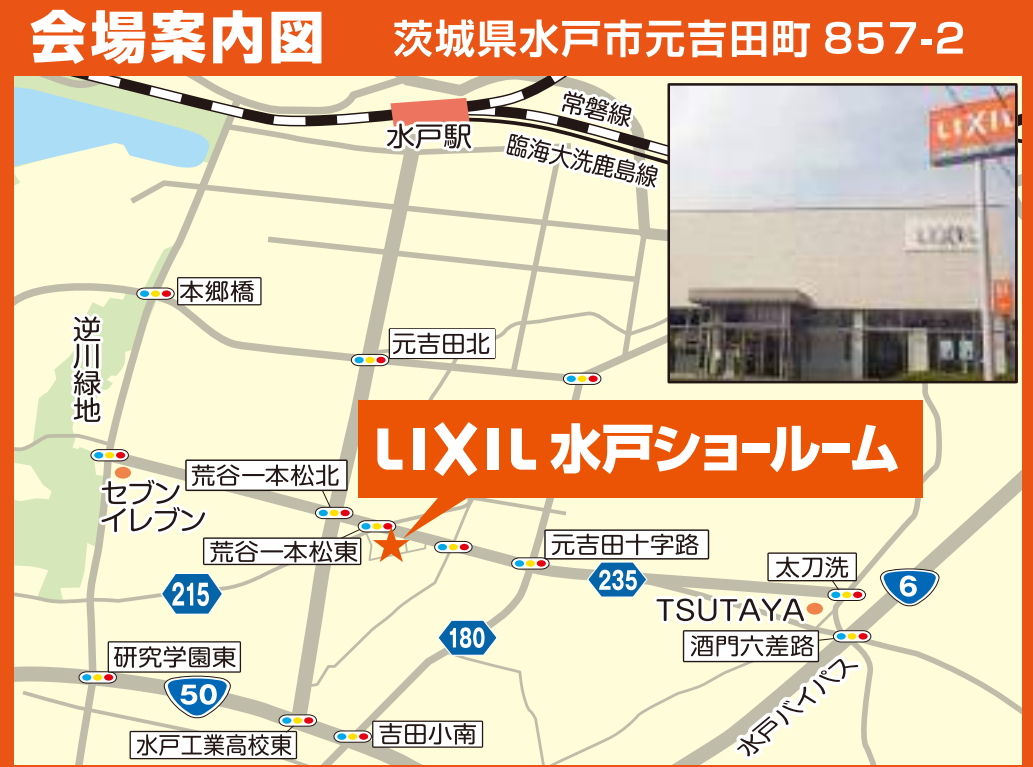 会場案内図
茨城県水戸市元吉田町 857-2
常磐線
水戸駅
臨海大洗鹿島線
LIXIL
LIXIL
本郷橋
逆川緑地
元吉田北
LIXIL 水戸ショールーム
荒谷一本松北
セブン
イレブン
荒谷一本松東
元吉田十字路
太刀洗
215
235
6
TSUTAYA
180
酒門六差路
研究学園東
50
水戸バイパス
水戸工業高校東
吉田小南